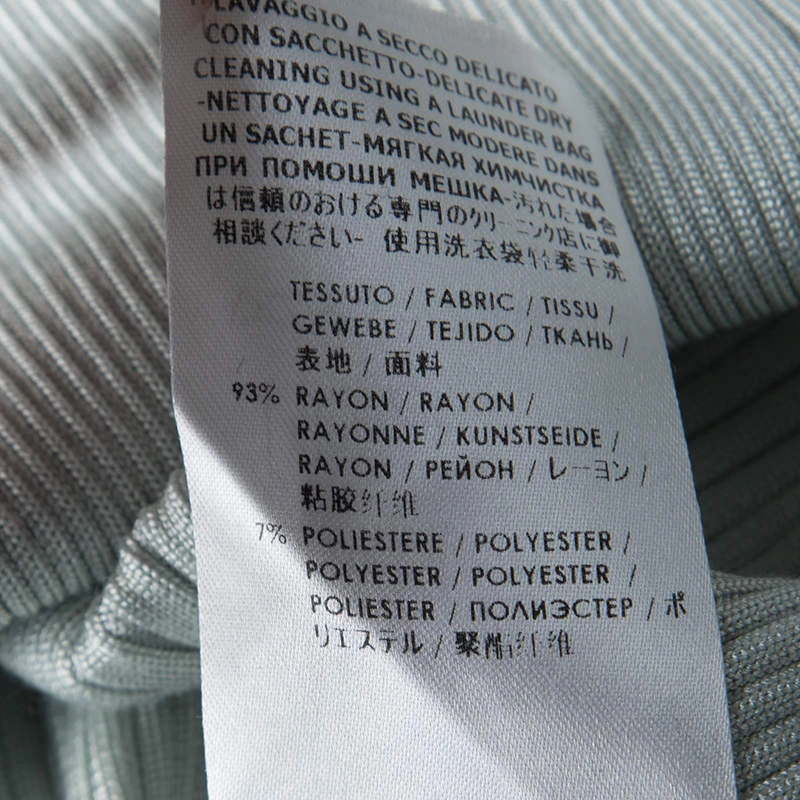 LAVAGGIO A SECCO DELICATO
CON SACCHETTO-DELICATE DRY
CLEANING USING A LAUNDER BAG
-NETTOYAGE A SEC MODERE DANS
UN SACHET-МЯГКАЯ ХИМЧИСТКА
ПРИ ПОМОШИ МЕШКА-汚れた場合
は信頼のおける専門のクリーニング店に御
相談ください- 使用洗衣袋轻柔干洗
TESSUTO / FABRIC / TISSU /
GEWEBE / TEJIDO / ТКАНЬ /
表地 / 面料
93% RAYON / RAYON /
RAYONNE / KUNSTSEIDE /
RAYON / РЕЙОН / レーヨン /
粘胶纤维
7% POLIESTERE / POLYESTER /
POLYESTER / POLYESTER /
POLIESTER / ПОЛИЭСТЕР / ポ
リエステル / 聚酯纤维